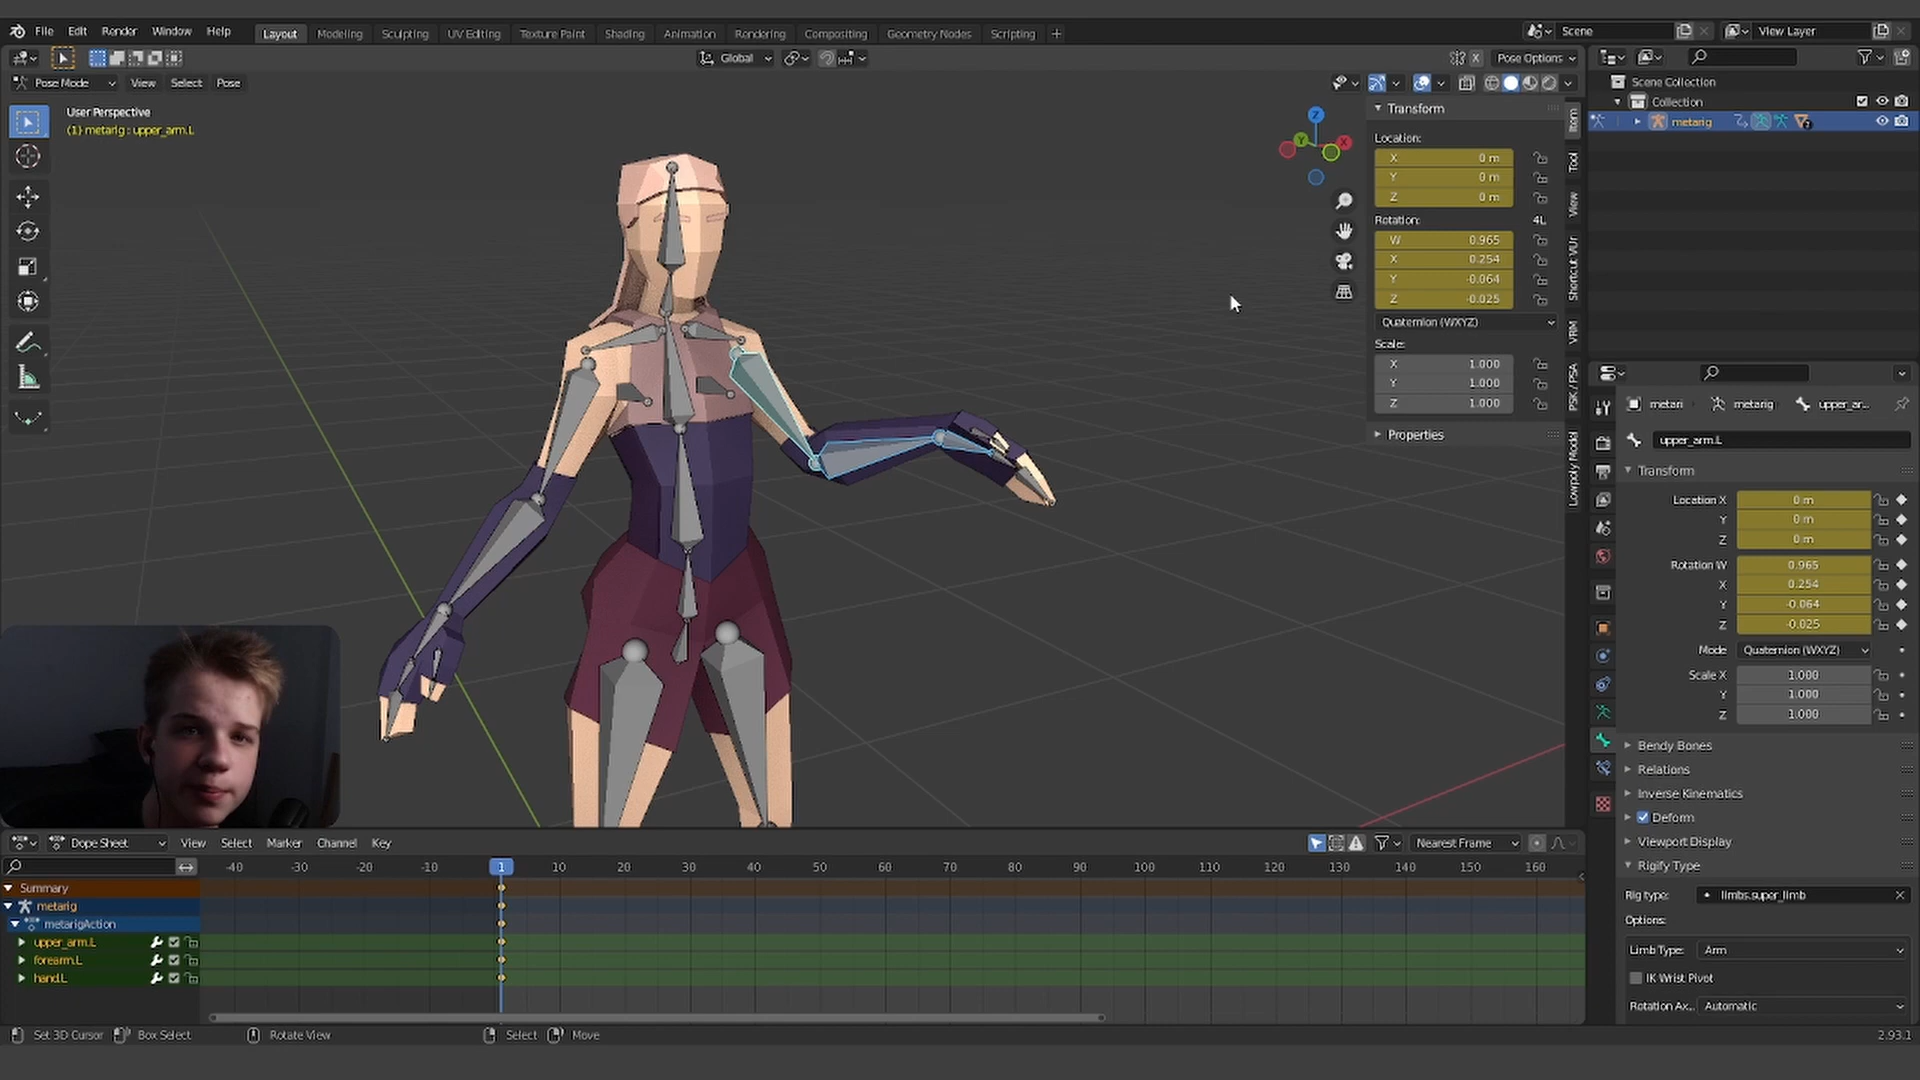 File Edit Render Window Help Layout Modeling Sculpting UV Editing Texture Paint Shading Animation Rendering Compositing Geometry Nodes Scripting + Scene View Layer
Global X Pose Options
Pose Mode View Select Pose
User Perspective
(1) metarig : upper_arm.L
Z
Y
X
Transform
Location:
X 0 m
Y 0 m
Z 0 m
Rotation: 4L
W 0.965
X 0.254
Y -0.064
Z -0.025
Quaternion (WXYZ)
Scale:
X 1.000
Y 1.000
Z 1.000
Properties
Item
Tool
View
Shortcut VUr
VRM
PSK / PSA
Lowpoly Model
Scene Collection
Collection
metarig
metari metarig upper_ar...
upper_arm.L
Transform
Location X 0 m
Y 0 m
Z 0 m
Rotation W 0.965
X 0.254
Y -0.064
Z -0.025
Mode Quaternion (WXYZ)
Scale X 1.000
Y 1.000
Z 1.000
Bendy Bones
Relations
Inverse Kinematics
Deform
Viewport Display
Rigify Type
Rig type: limbs.super_limb
Options:
Limb Type: Arm
IK Wrist Pivot
Rotation Ax... Automatic
Dope Sheet View Select Marker Channel Key Nearest Frame
-40 -30 -20 -10 1 10 20 30 40 50 60 70 80 90 100 110 120 130 140 150 160
Summary
metarig
metarigAction
upper_arm.L
forearm.L
hand.L
Set 3D Cursor Box Select Rotate View Select Move 2.93.1